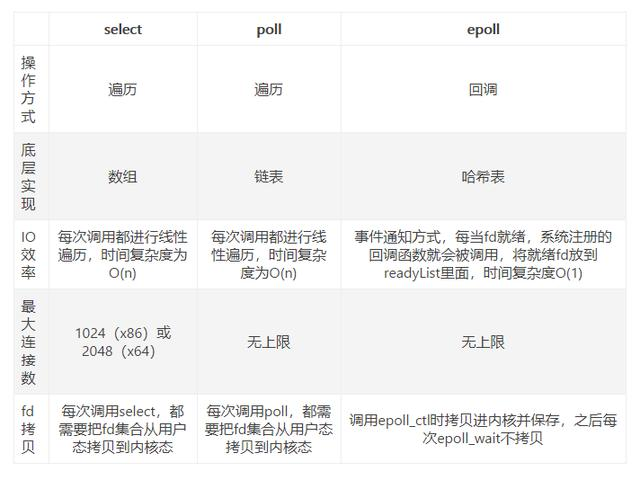 select poll epoll
操作方式 遍历 遍历 回调
底层实现 数组 链表 哈希表
IO效率 每次调用都进行线性遍历，时间复杂度为O(n) 每次调用都进行线性遍历，时间复杂度为O(n) 事件通知方式，每当fd就绪，系统注册的回调函数就会被调用，将就绪fd放到readyList里面，时间复杂度O(1)
最大连接数 1024（x86）或2048（x64） 无上限 无上限
fd拷贝 每次调用select，都需要把fd集合从用户态拷贝到内核态 每次调用poll，都需要把fd集合从用户态拷贝到内核态 调用epoll_ctl时拷贝进内核并保存，之后每次epoll_wait不拷贝